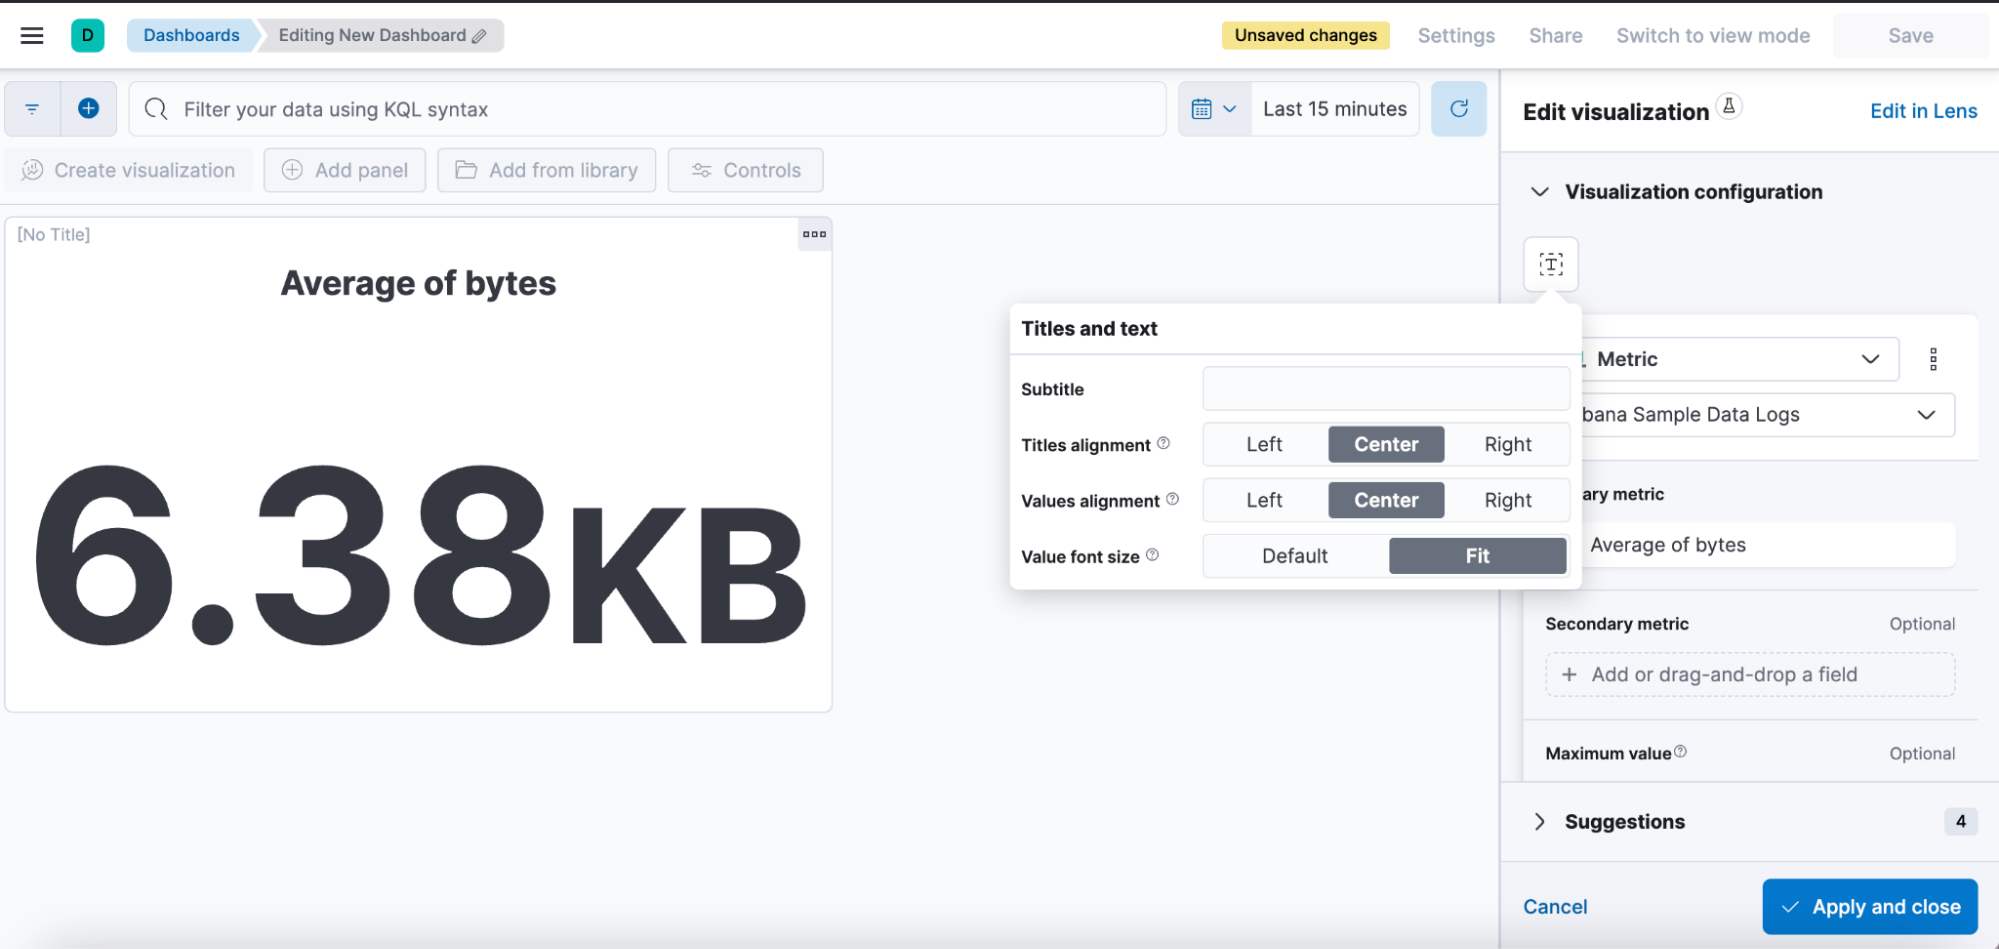 D
Dashboards
Editing New Dashboard
Unsaved changes
Settings
Share
Switch to view mode
Save
Filter your data using KQL syntax
Last 15 minutes
Create visualization
Add panel
Add from library
Controls
[No Title]
Average of bytes
6.38KB
Edit visualization
Edit in Lens
Visualization configuration
Titles and text
Subtitle
Titles alignment
Left
Center
Right
Values alignment
Left
Center
Right
Value font size
Default
Fit
Metric
bana Sample Data Logs
ary metric
Average of bytes
Secondary metric
Optional
Add or drag-and-drop a field
Maximum value
Optional
Suggestions
4
Cancel
Apply and close